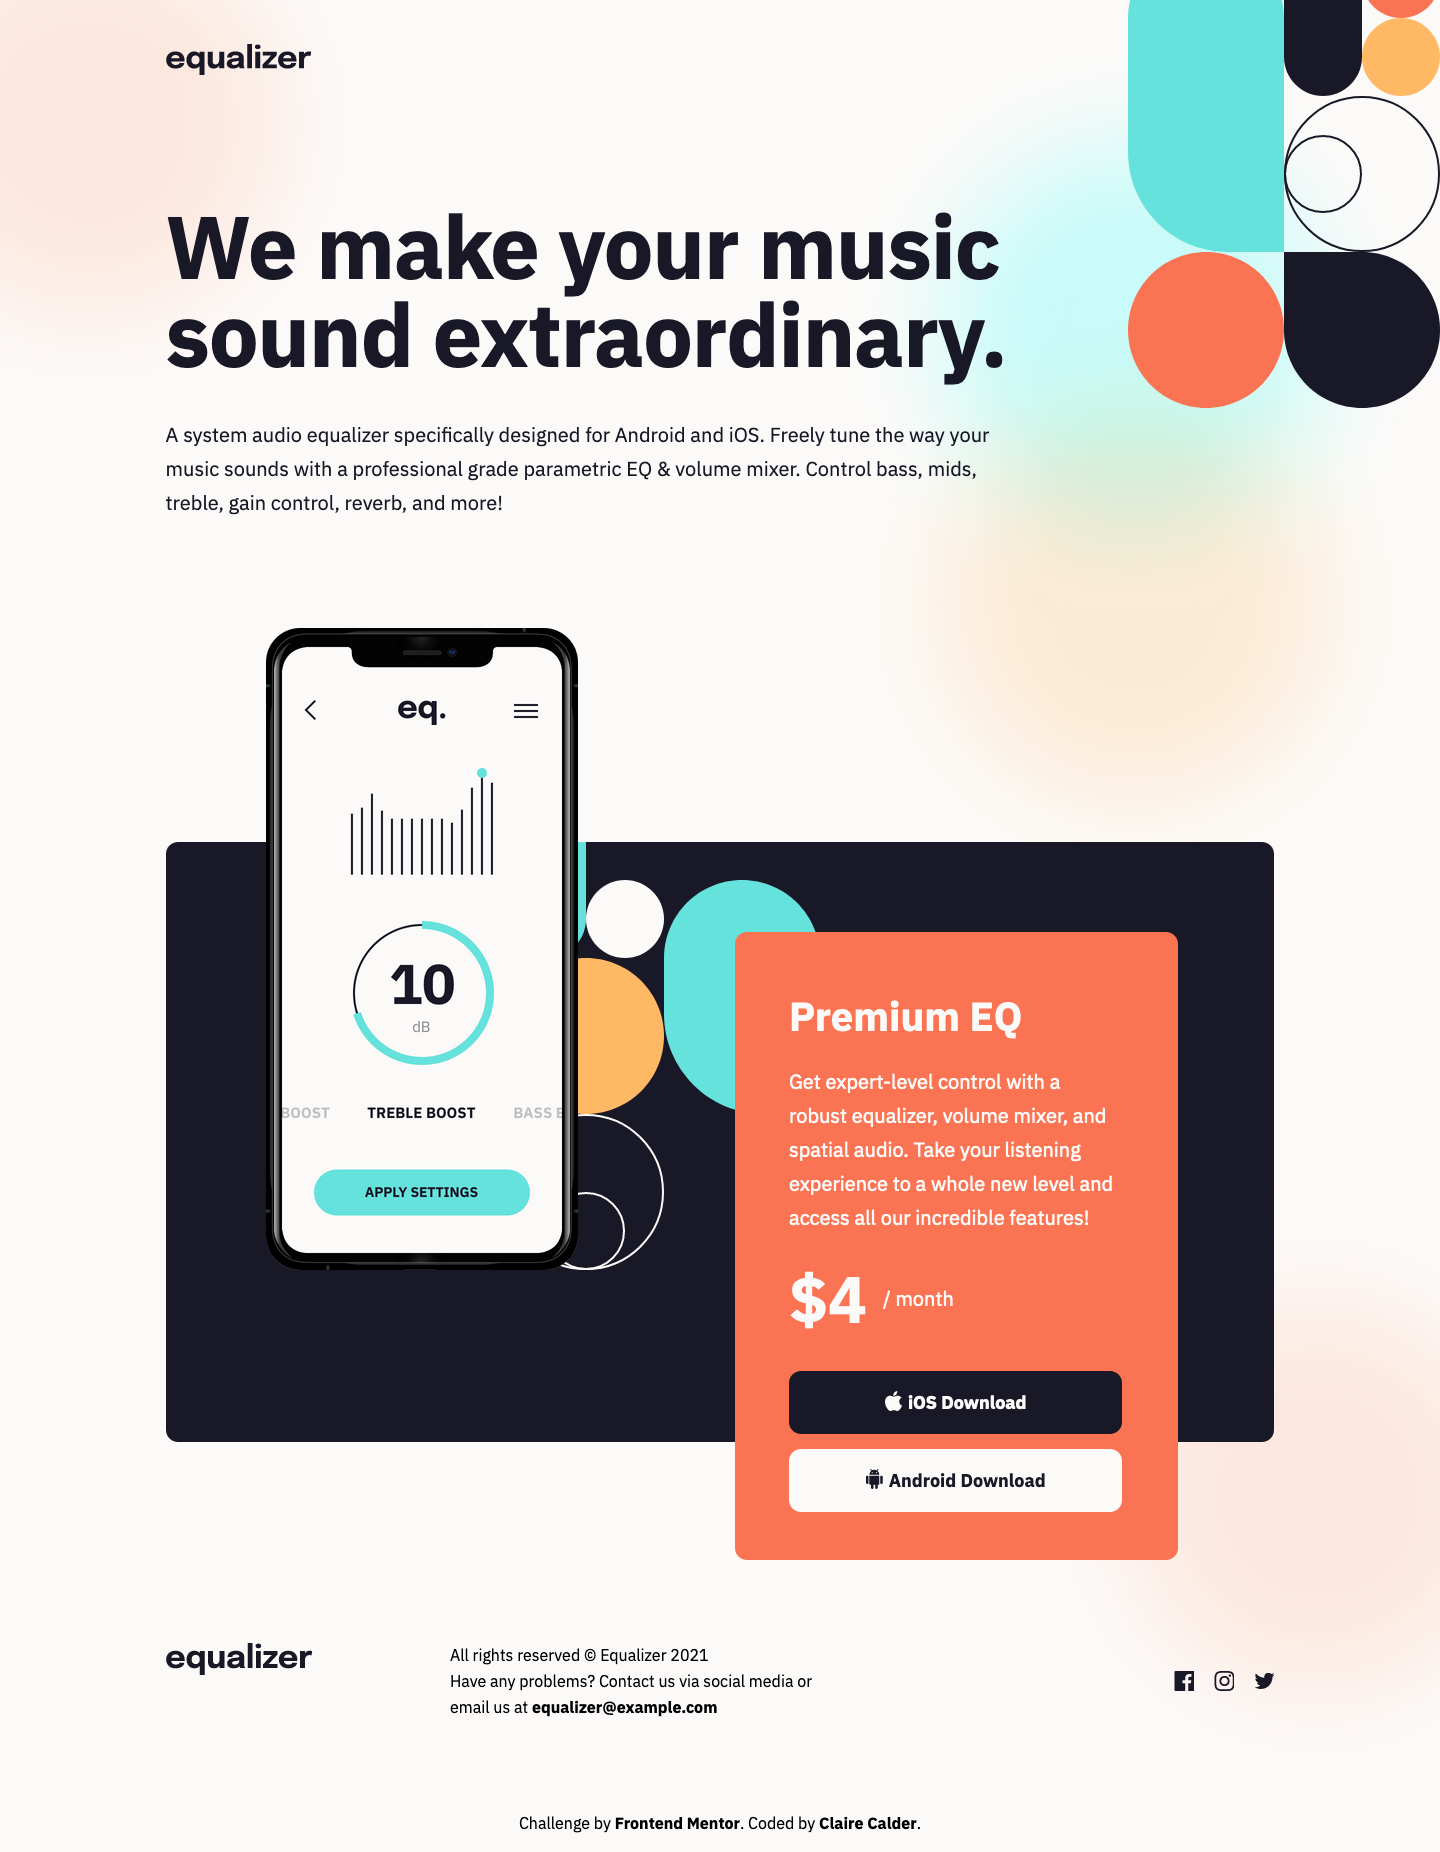 equalizer
We make your music
sound extraordinary.
A system audio equalizer specifically designed for Android and iOS. Freely tune the way your
music sounds with a professional grade parametric EQ & volume mixer. Control bass, mids,
treble, gain control, reverb, and more!
eq.
10
dB
BOOST TREBLE BOOST BASS
APPLY SETTINGS
Premium EQ
Get expert-level control with a
robust equalizer, volume mixer, and
spatial audio. Take your listening
experience to a whole new level and
access all our incredible features!
$4 / month
iOS Download
Android Download
equalizer
All rights reserved © Equalizer 2021
Have any problems? Contact us via social media or
email us at equalizer@example.com
Challenge by Frontend Mentor. Coded by Claire Calder.